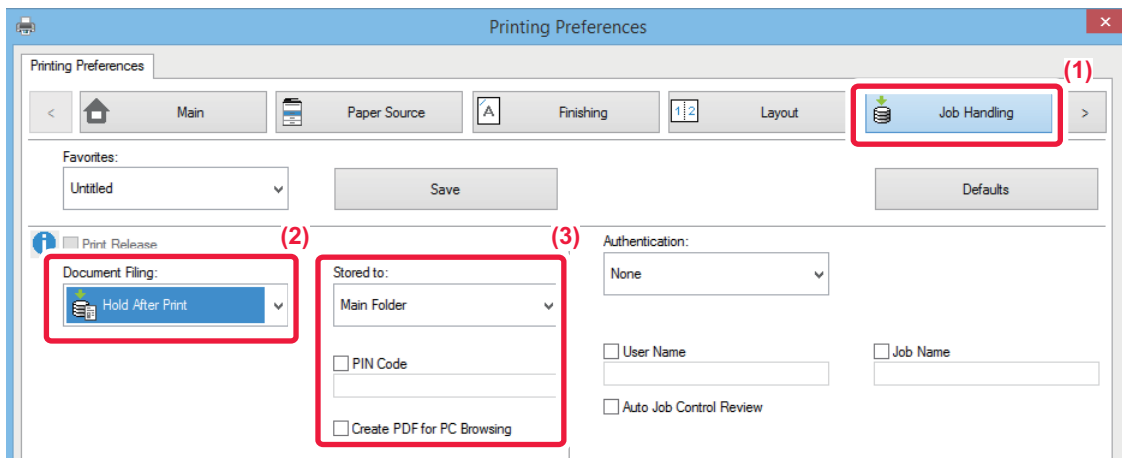 Printing Preferences
Printing Preferences
(1)
< Main Paper Source A Finishing 1 2 Layout Job Handling >
Favorites:
Untitled Save Defaults
Print Release (2) (3) Authentication:
Document Filing: Stored to: None
Hold After Print Main Folder
PIN Code User Name Job Name
Create PDF for PC Browsing Auto Job Control Review